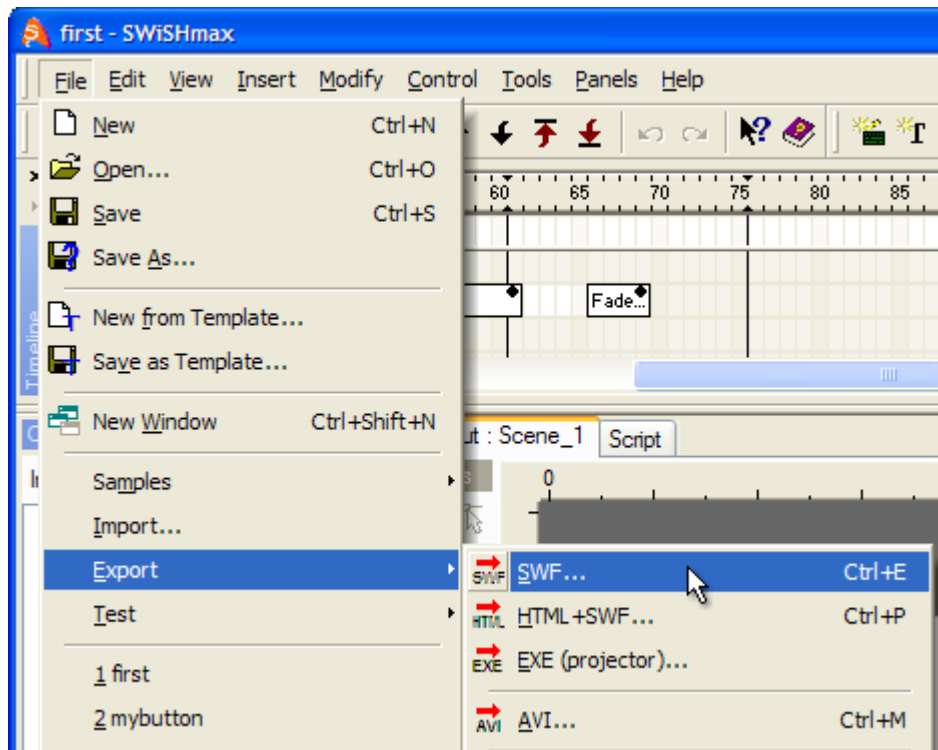 first - SWiSHmax
File Edit View Insert Modify Control Tools Panels Help
New Ctrl+N
Open... Ctrl+O
Save Ctrl+S
Save As...
New from Template...
Save as Template...
New Window Ctrl+Shift+N
Samples
Import...
Export
Test
1 first
2 mybutton
60 65 70 75 80 85
Fade...
Timeline
ut : Scene_1 Script
0
SWF SWF... Ctrl+E
HTML HTML+SWF... Ctrl+P
EXE EXE (projector)...
AVI AVI... Ctrl+M